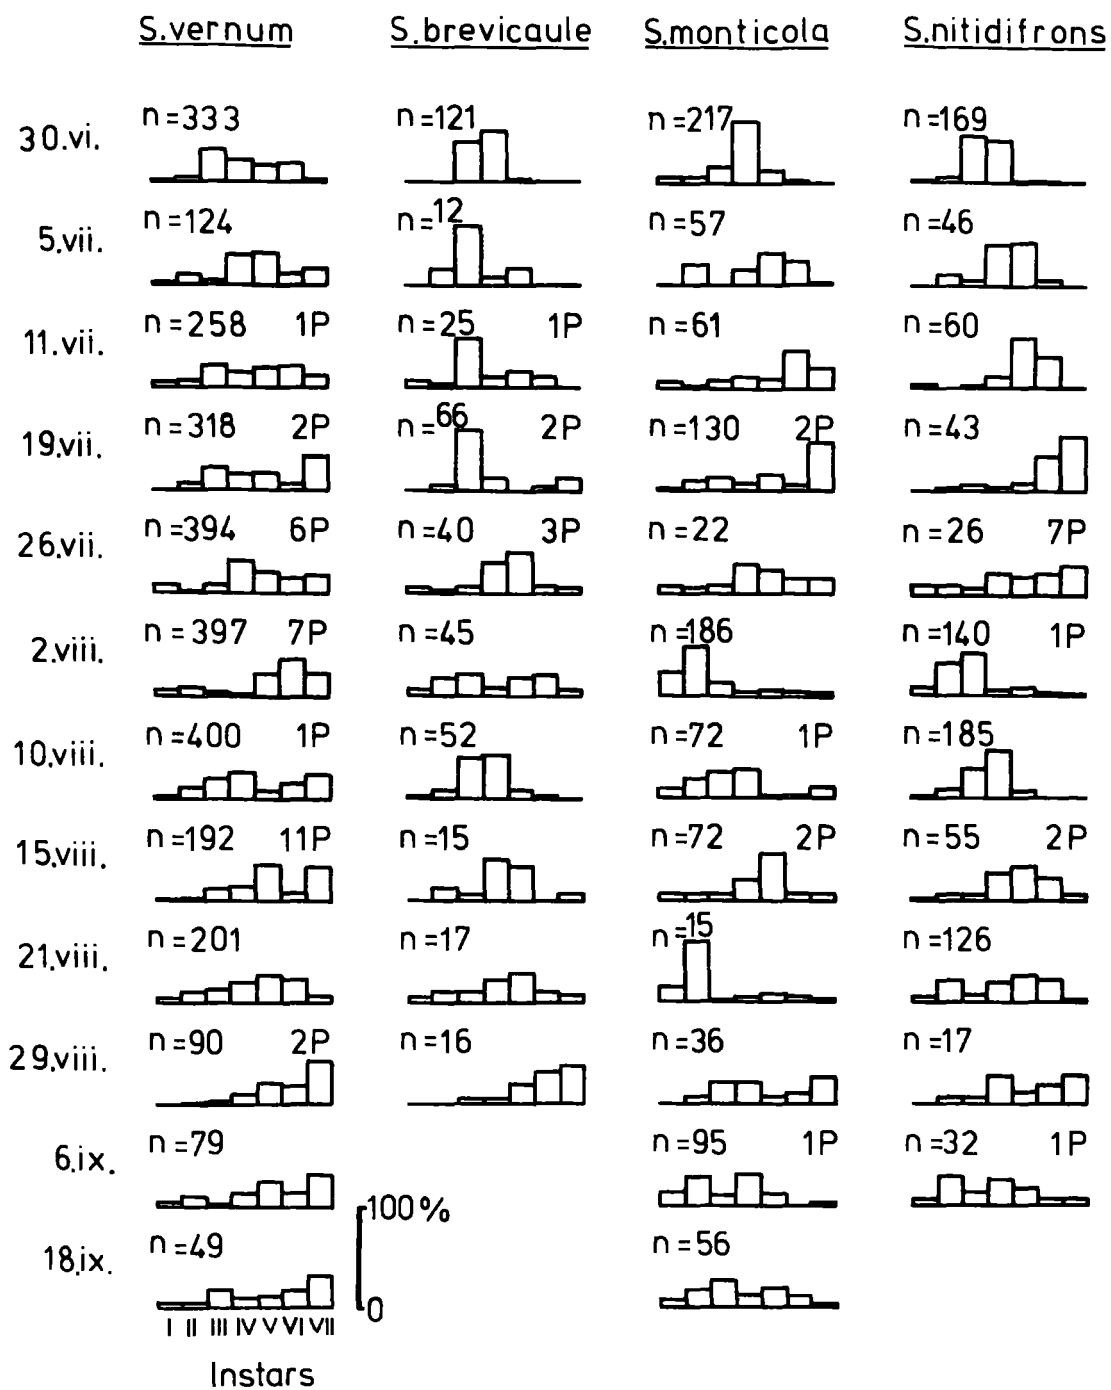 S.vernum S.brevicaule S.monticola S.nitidifrons
30.vi. n=333 n=121 n=217 n=169
5.vii. n=124 n=12 n=57 n=46
11.vii. n=258 1P n=25 1P n=61 n=60
19.vii. n=318 2P n=66 2P n=130 2P n=43
26.vii. n=394 6P n=40 3P n=22 n=26 7P
2.viii. n=397 7P n=45 n=186 n=140 1P
10.viii. n=400 1P n=52 n=72 1P n=185
15.viii. n=192 11P n=15 n=72 2P n=55 2P
21.viii. n=201 n=17 n=15 n=126
29.viii. n=90 2P n=16 n=36 n=17
6.ix. n=79 n=95 1P n=32 1P
100%
18.ix. n=49 n=56
0
I II III IV V VI VII
Instars